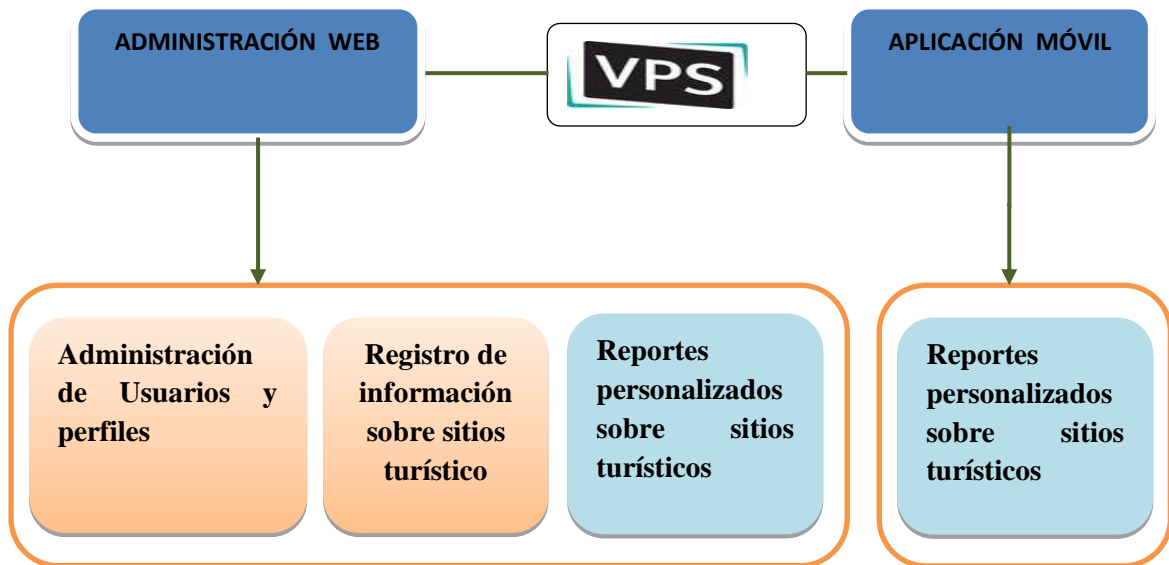 ADMINISTRACIÓN WEB
VPS
APLICACIÓN MÓVIL
Administración
de Usuarios y
perfiles
Registro de
información
sobre sitios
turístico
Reportes
personalizados
sobre sitios
turísticos
Reportes
personalizados
sobre sitios
turísticos